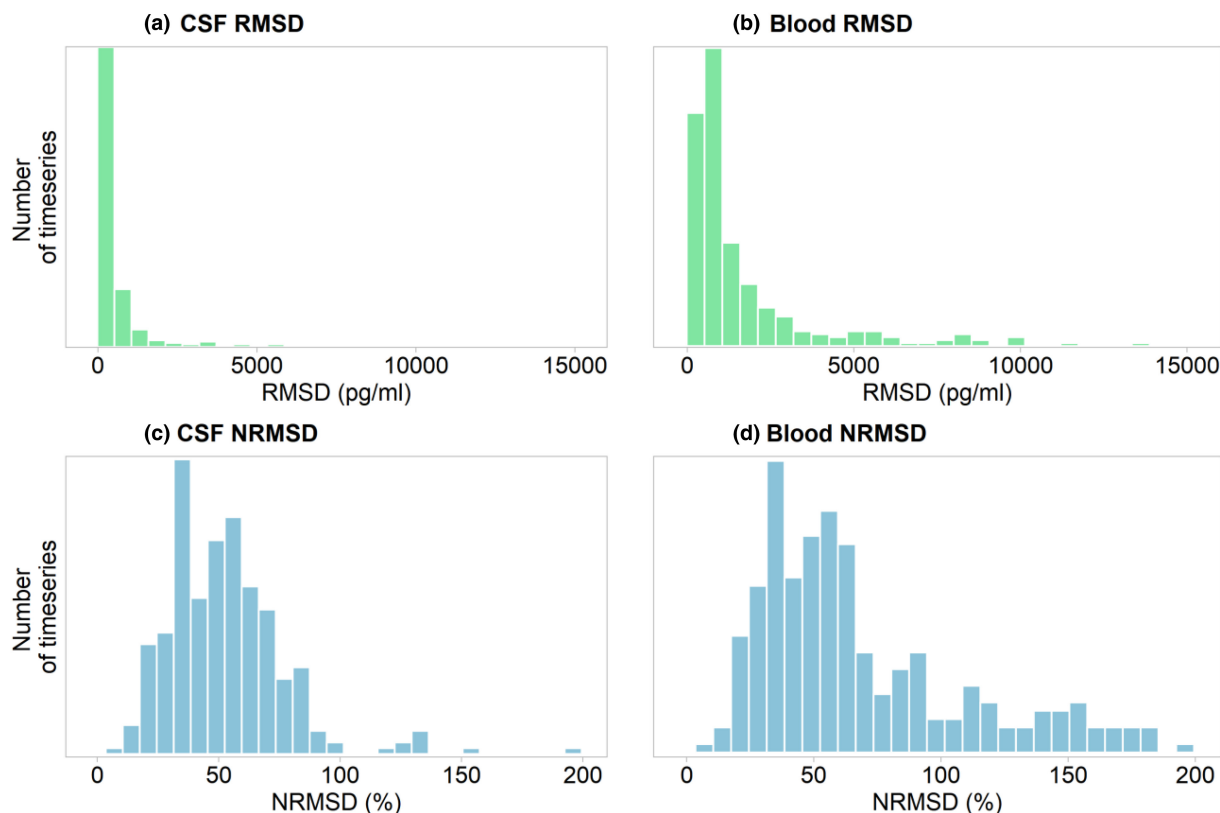 (a) CSF RMSD
(b) Blood RMSD
Number
of timeseries
0 5000 10000 15000
RMSD (pg/ml)
0 5000 10000 15000
RMSD (pg/ml)
(c) CSF NRMSD
(d) Blood NRMSD
Number
of timeseries
0 50 100 150 200
NRMSD (%)
0 50 100 150 200
NRMSD (%)